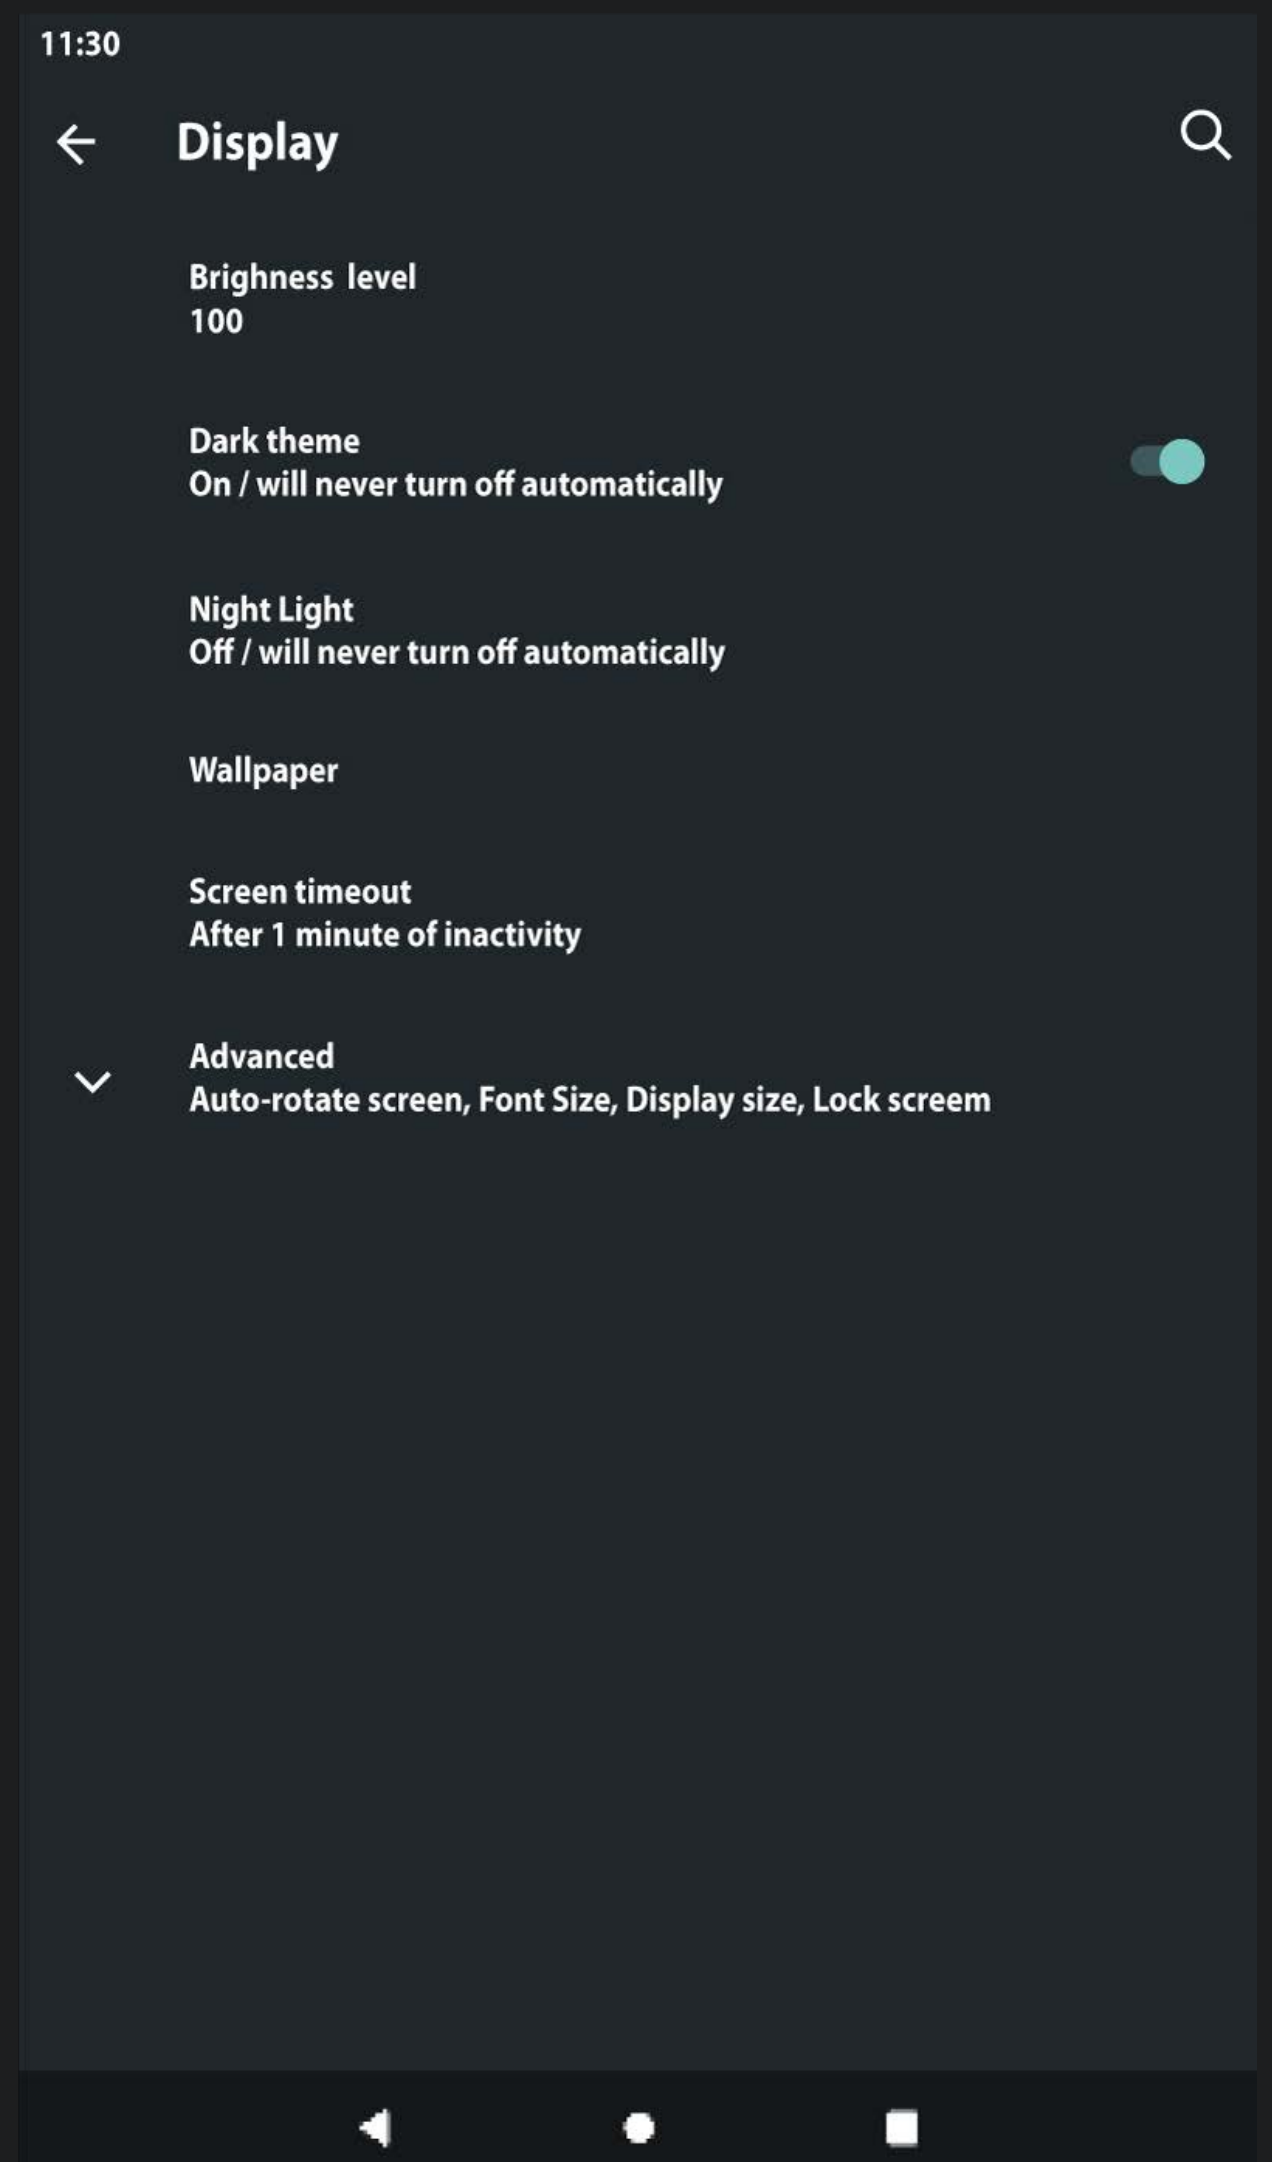 11:30
Display
Brighness level
100
Dark theme
On / will never turn off automatically
Night Light
Off / will never turn off automatically
Wallpaper
Screen timeout
After 1 minute of inactivity
Advanced
Auto-rotate screen, Font Size, Display size, Lock screem